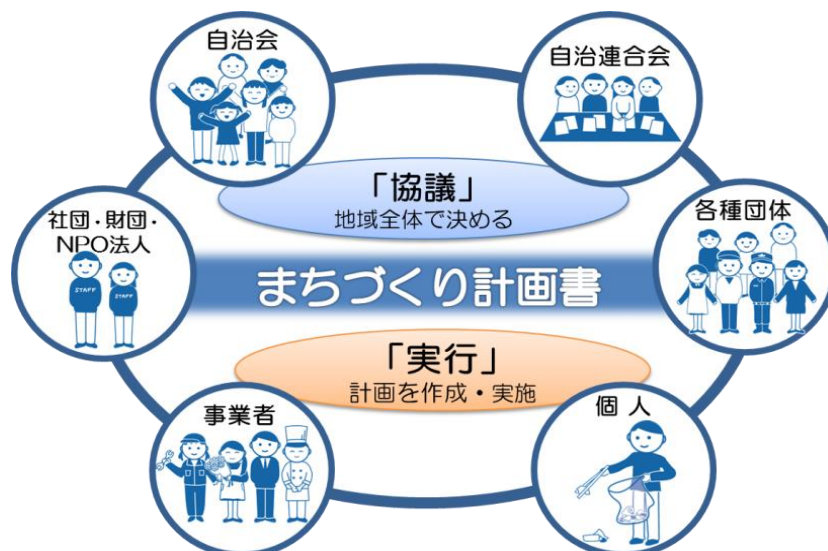 自治会
自治連合会
「協議」
地域全体で決める
社団・財団・
NPO法人
STAFF
STAFF
各種団体
まちづくり計画書
「実行」
計画を作成・実施
事業者
個人